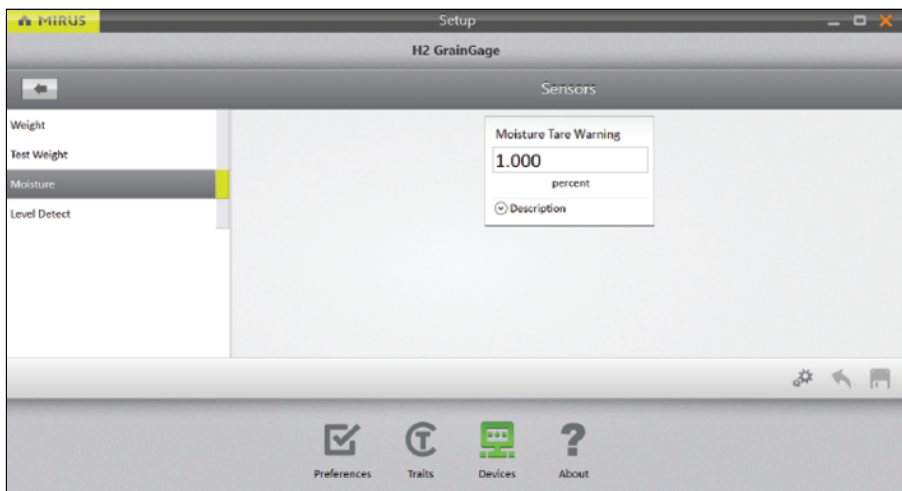 MIRUS
Setup
H2 GrainGage
Sensors
Weight
Test Weight
Moisture
Level Detect
Moisture Tare Warning
1.000
percent
Description
Preferences
Traits
Devices
About